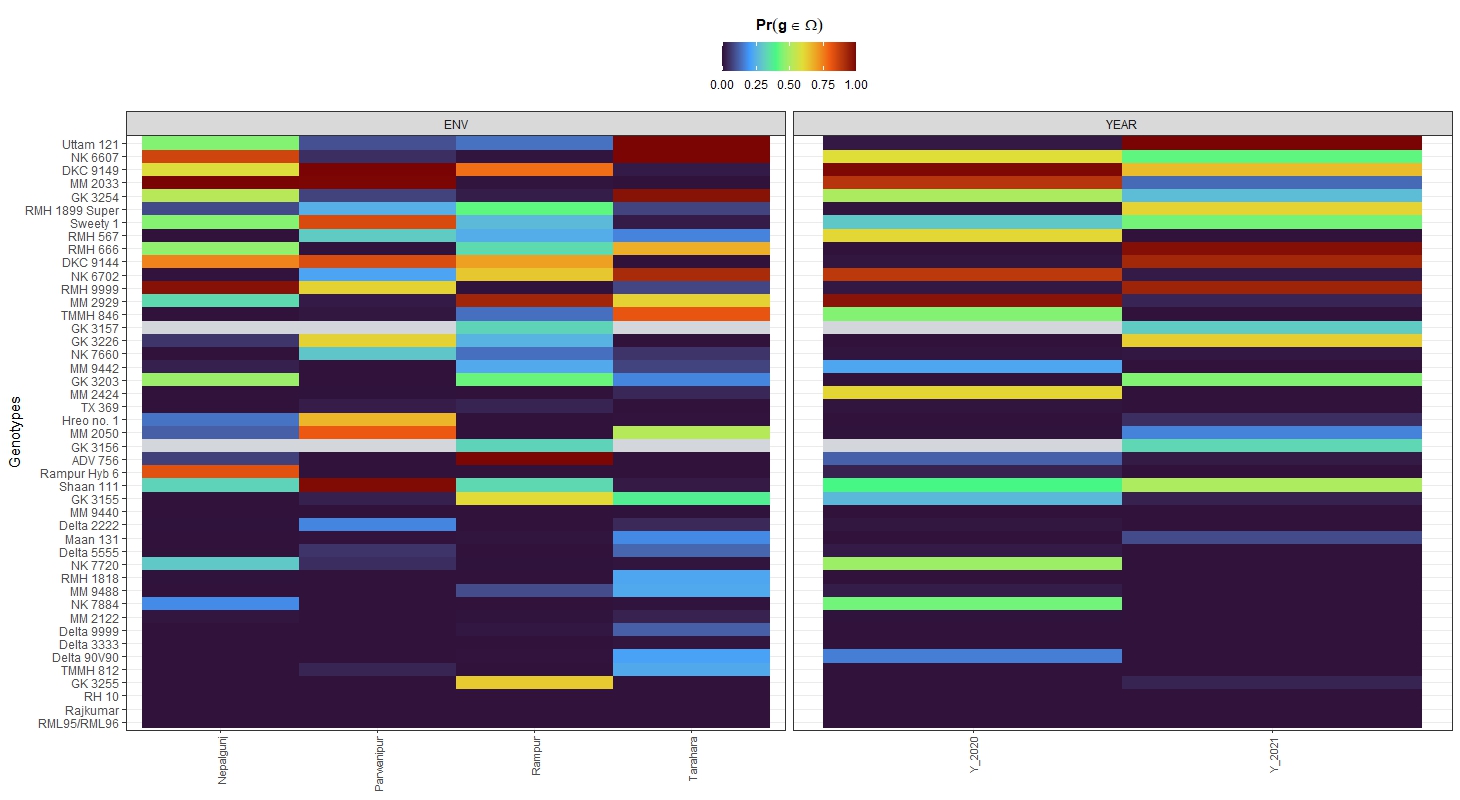 Pr(g ∈ Ω)
0.00 0.25 0.50 0.75 1.00
ENV
YEAR
Genotypes
Uttam 121
NK 6607
DKC 9149
MM 2033
GK 3254
RMH 1899 Super
Sweety 1
RMH 567
RMH 666
DKC 9144
NK 6702
RMH 9999
MM 2929
TMMH 846
GK 3157
GK 3226
NK 7660
MM 9442
GK 3203
MM 2424
TX 369
Hreo no. 1
MM 2050
GK 3156
ADV 756
Rampur Hyb 6
Shaan 111
GK 3155
MM 9440
Delta 2222
Maan 131
Delta 5555
NK 7720
RMH 1818
MM 9488
NK 7884
MM 2122
Delta 9999
Delta 3333
Delta 90V90
TMMH 812
GK 3255
RH 10
Rajkumar
RML95/RML96
Nepalgunj
Parwenipur
Rampur
Tarahara
Y_2020
Y_2021